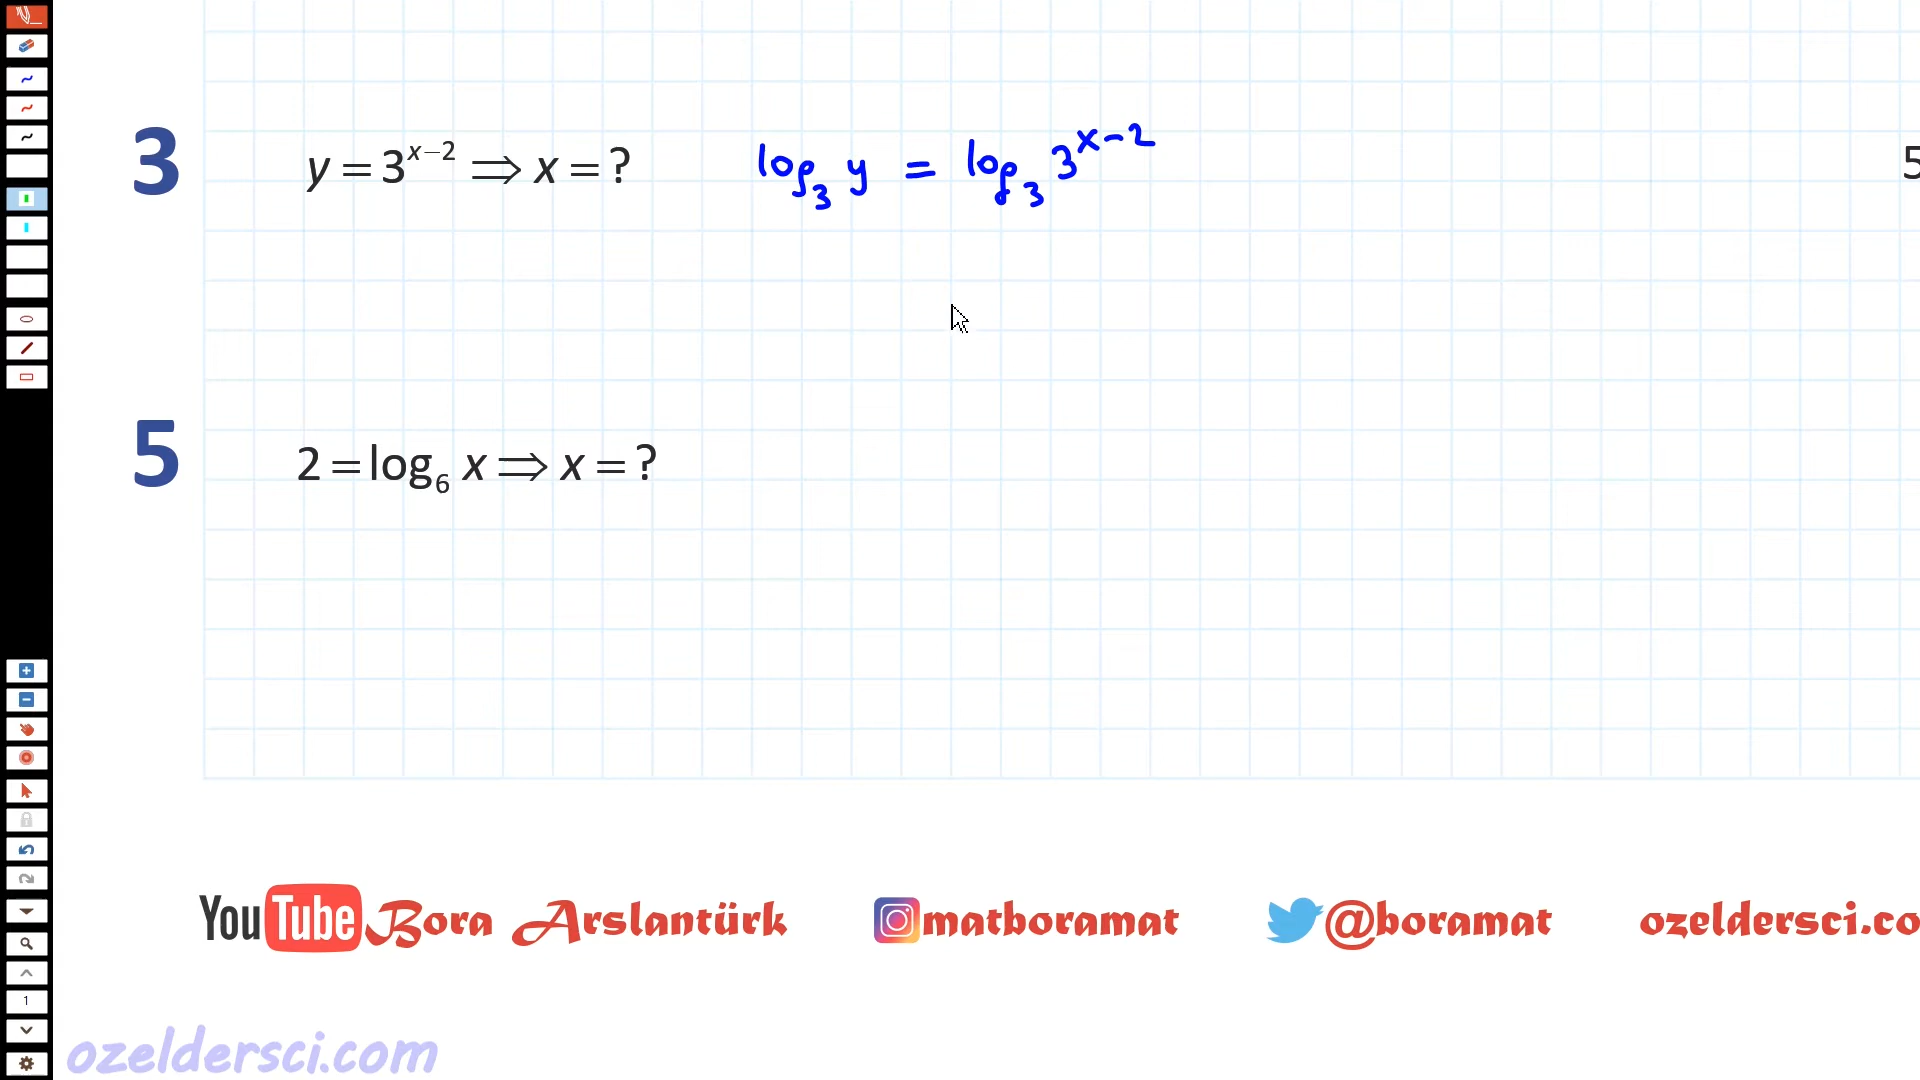 3 y = 3^{x−2} ⇒ x = ? log₃ y = log₃ 3^{x−2}
5 2 = log₆ x ⇒ x = ?
YouTube Bora Arslantürk matboramat @boramat ozeldersci.co
1
ozeldersci.com